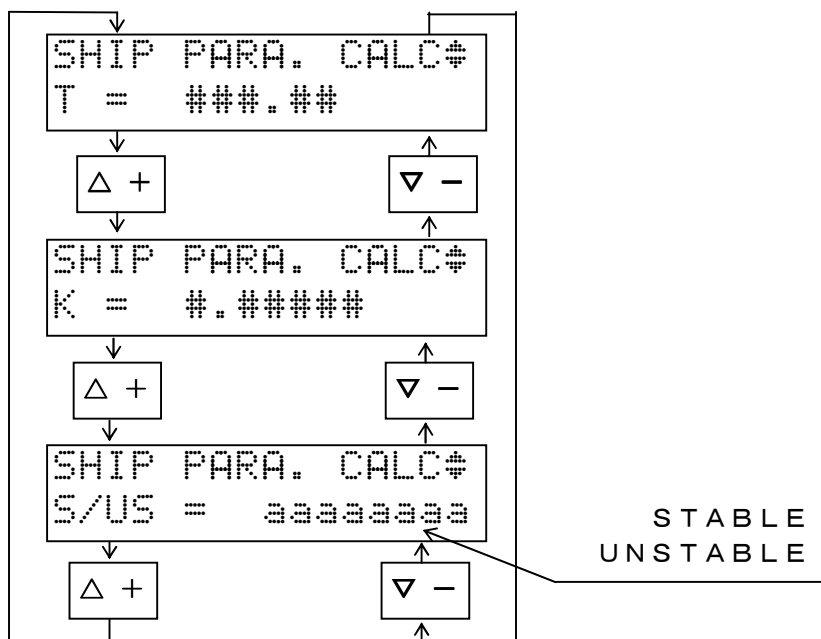 SHIP PARA. CALC
T = ###.##
△ + ▽ －
SHIP PARA. CALC
K = #.#####
△ + ▽ －
SHIP PARA. CALC
S/US = aaaaaaaa
STABLE
UNSTABLE
△ + ▽ －